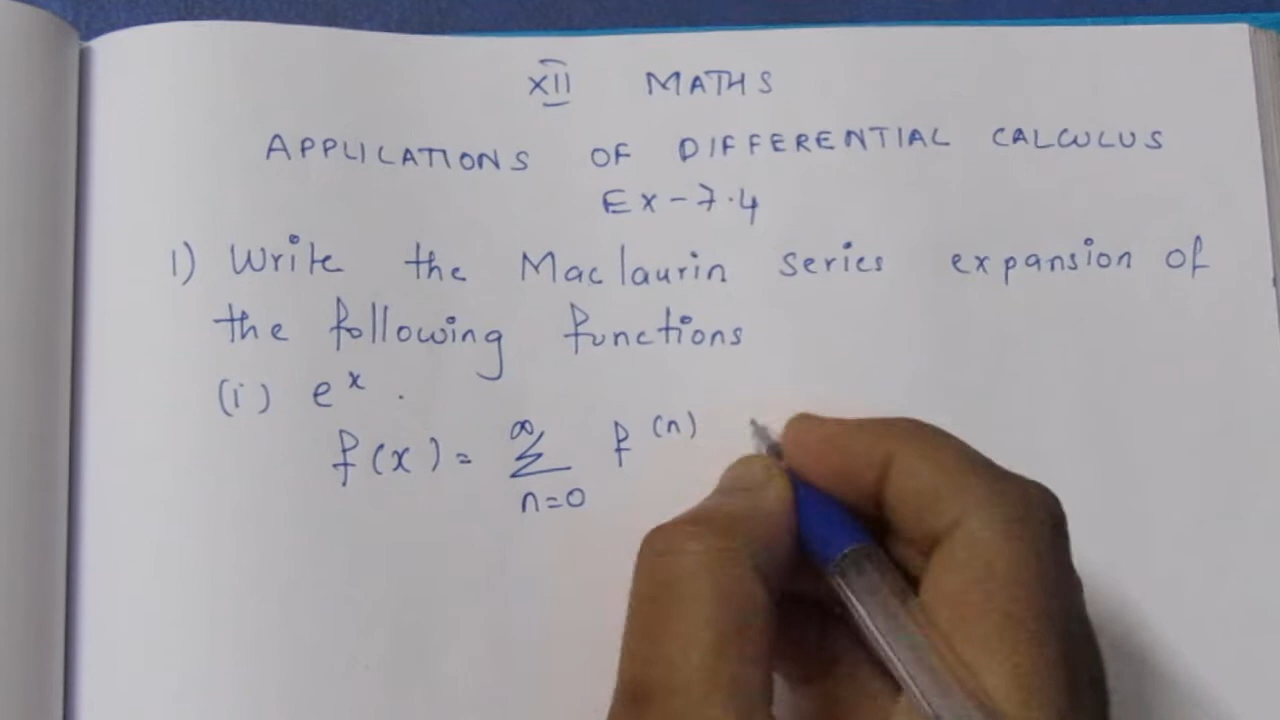 XII MATHS
APPLICATIONS OF DIFFERENTIAL CALCULUS
Ex-7.4
1) Write the Maclaurin series expansion of
the following functions
(i) eˣ .
f(x) = ∑_{n=0}^{∞} f^{(n)}